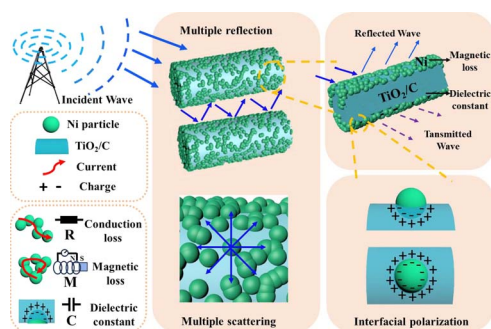 Incident Wave
Ni particle
TiO₂/C
Current
+ - Charge
R
Conduction
loss
N S
M
Magnetic
loss
C
Dielectric
constant
Multiple reflection
Multiple scattering
Reflected Wave
Ni
Magnetic
loss
TiO₂/C
Dielectric
constant
Tansmitted
Wave
Interfacial polarization